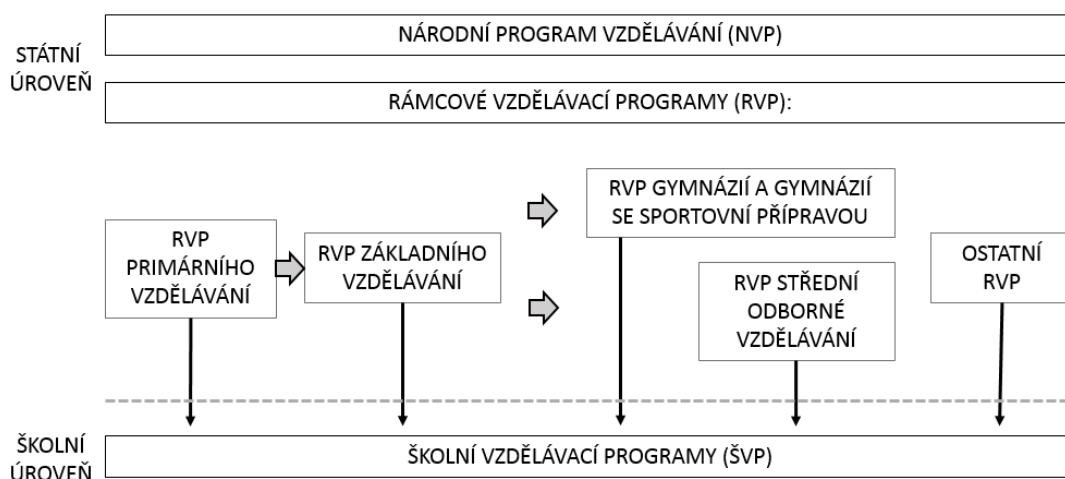 STÁTNÍ
ÚROVEŇ
NÁRODNÍ PROGRAM VZDĚLÁVÁNÍ (NVP)
RÁMCOVÉ VZDĚLÁVACÍ PROGRAMY (RVP):
RVP
PRIMÁRNÍHO
VZDĚLÁVÁNÍ
RVP ZÁKLADNÍHO
VZDĚLÁVÁNÍ
RVP GYMNÁZIÍ A GYMNÁZIÍ
SE SPORTOVNÍ PŘÍPRAVOU
RVP STŘEDNÍ
ODBORNÉ
VZDĚLÁVÁNÍ
OSTATNÍ
RVP
ŠKOLNÍ
ÚROVEŇ
ŠKOLNÍ VZDĚLÁVACÍ PROGRAMY (ŠVP)